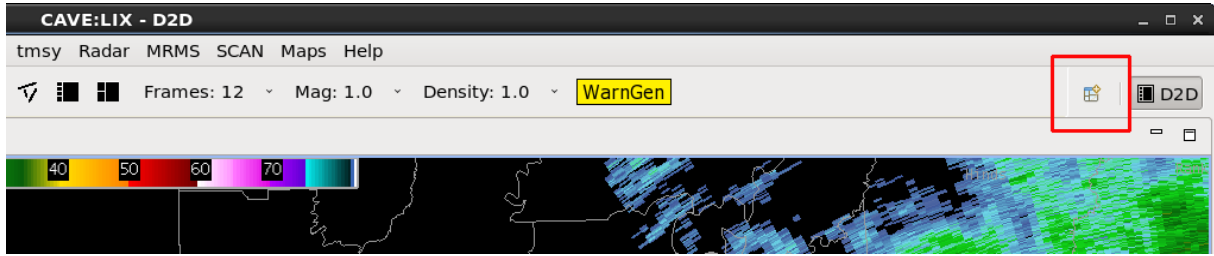 CAVE:LIX - D2D
tmsy Radar MRMS SCAN Maps Help
Frames: 12 Mag: 1.0 Density: 1.0 WarnGen D2D
40 50 60 70